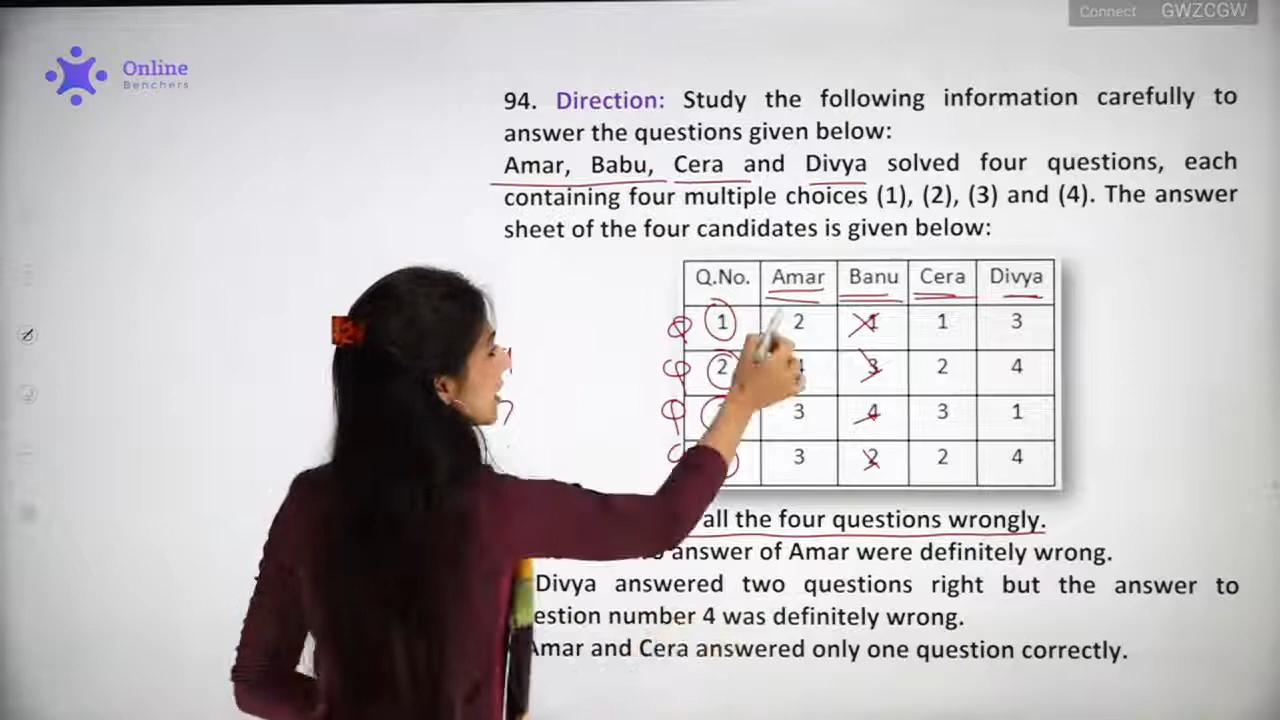 Connect GWZCGW
Online
Benchers
94. Direction: Study the following information carefully to
answer the questions given below:
Amar, Babu, Cera and Divya solved four questions, each
containing four multiple choices (1), (2), (3) and (4). The answer
sheet of the four candidates is given below:
Q.No. Amar Banu Cera Divya
1 2 1 1 3
2 3 2 4
3 4 3 1
3 2 2 4
all the four questions wrongly.
answer of Amar were definitely wrong.
Divya answered two questions right but the answer to
number 4 was definitely wrong.
Amar and Cera answered only one question correctly.